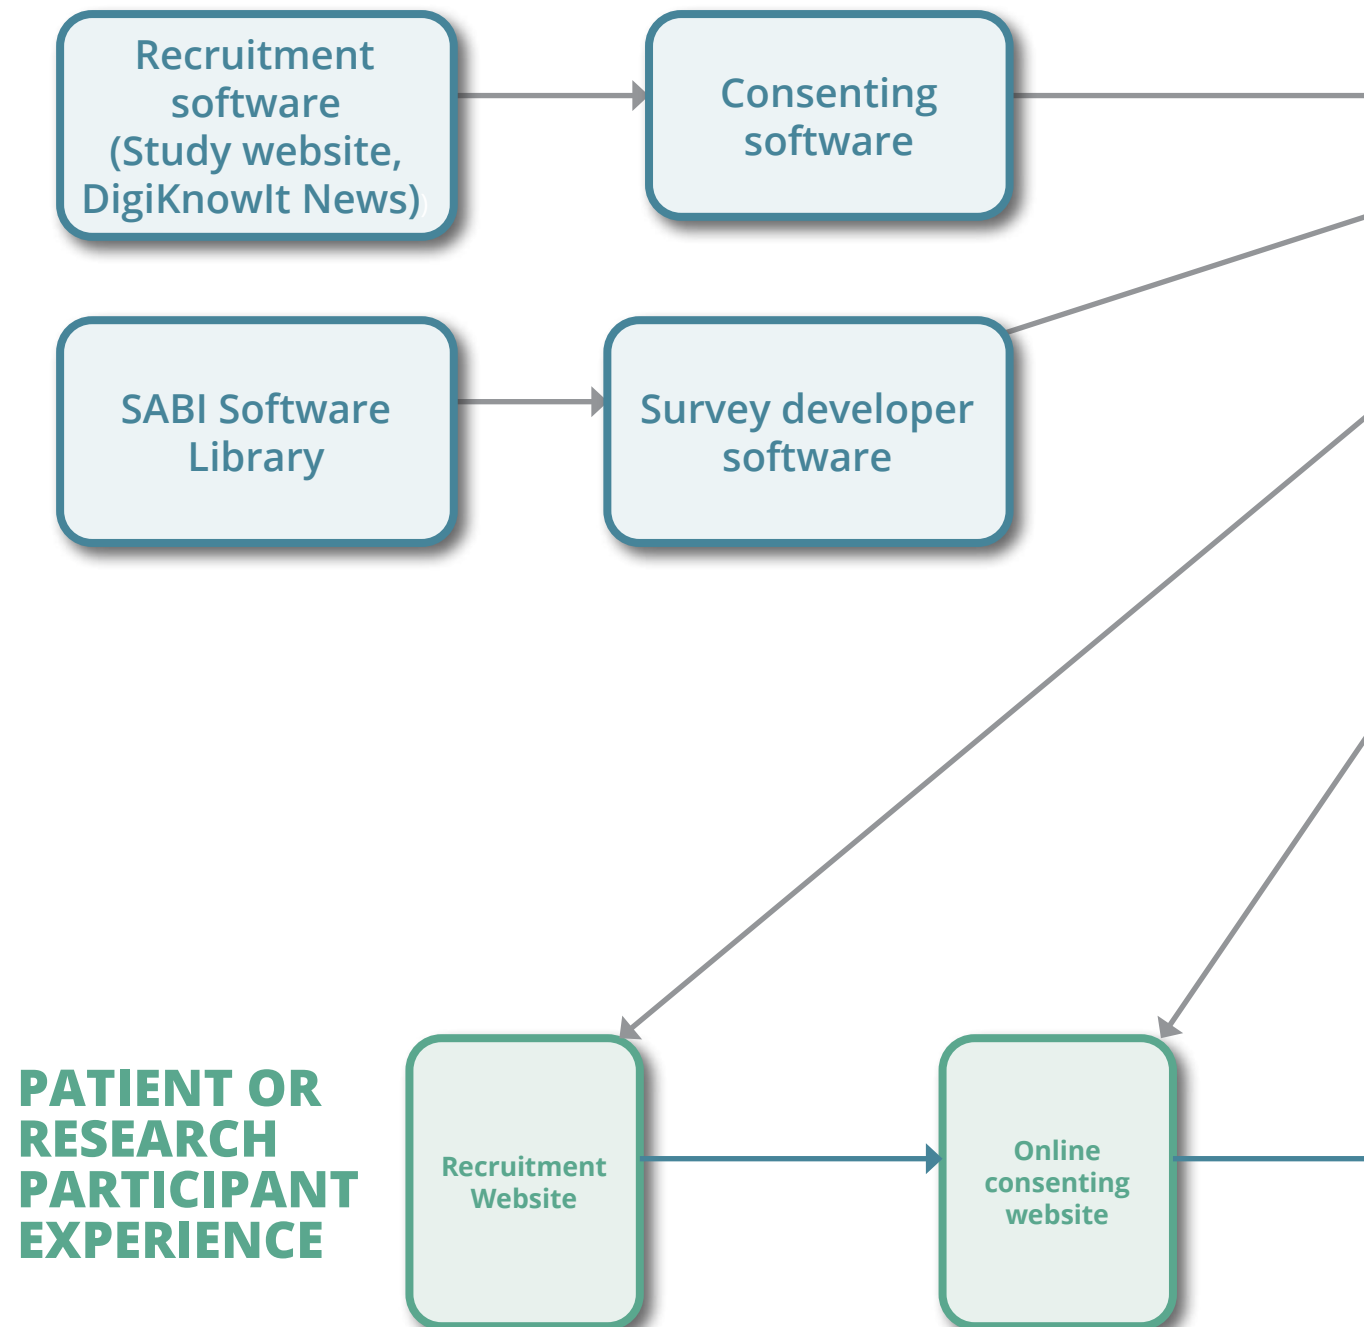 Recruitment
software
(Study website,
DigiKnowIt News))
Consenting
software
SABI Software
Library
Survey developer
software
PATIENT OR
RESEARCH
PARTICIPANT
EXPERIENCE
Recruitment
Website
Online
consenting
website